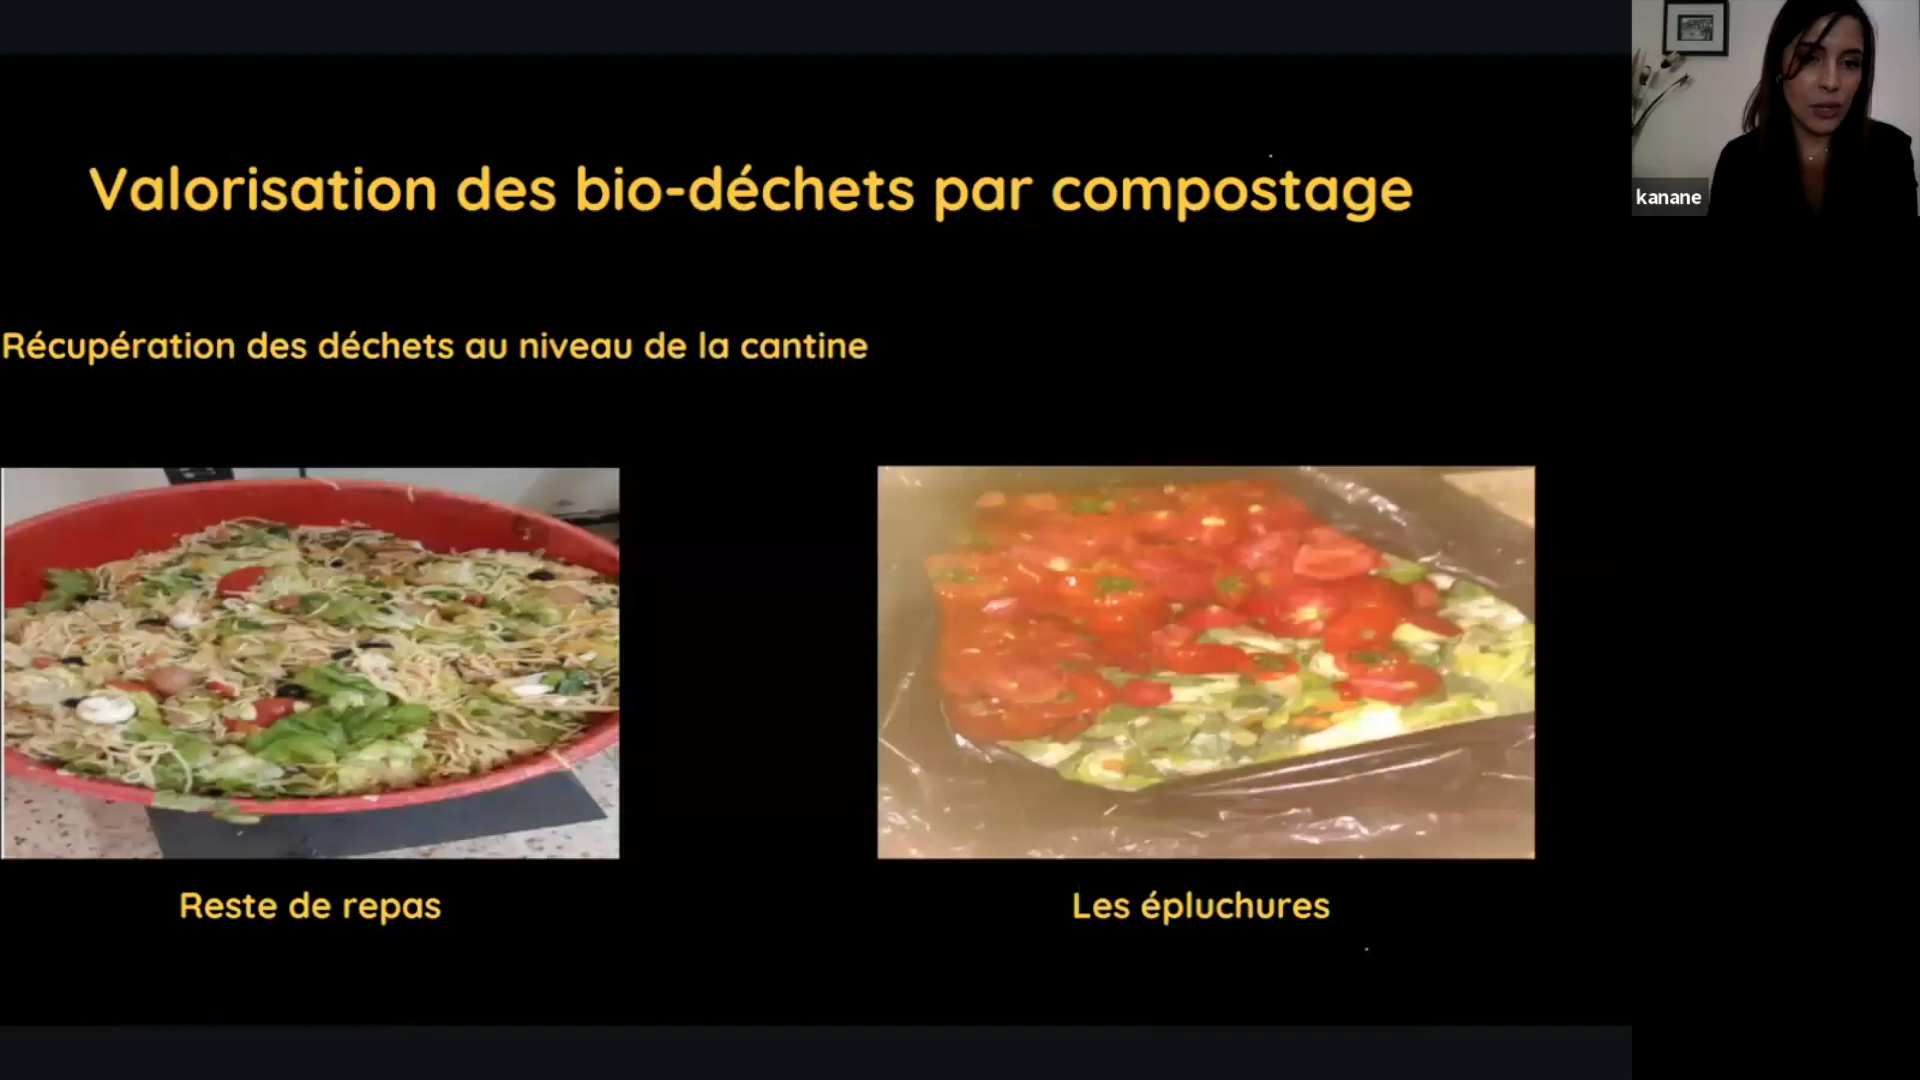 Valorisation des bio-déchets par compostage
kanane
Récupération des déchets au niveau de la cantine
Reste de repas
Les épluchures